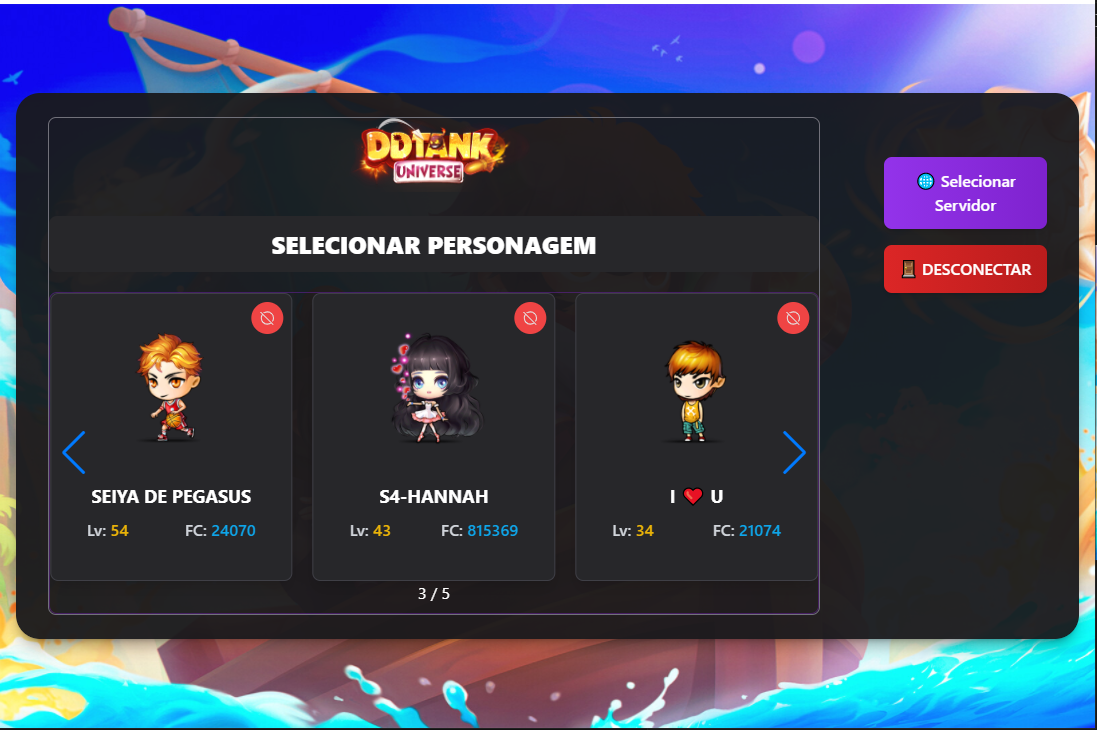 DDTANK
UNIVERSE
🌐 Selecionar
Servidor
🚪 DESCONECTAR
SELECIONAR PERSONAGEM
SEIYA DE PEGASUS
Lv: 54 FC: 24070
S4-HANNAH
Lv: 43 FC: 815369
I ❤️ U
Lv: 34 FC: 21074
3 / 5